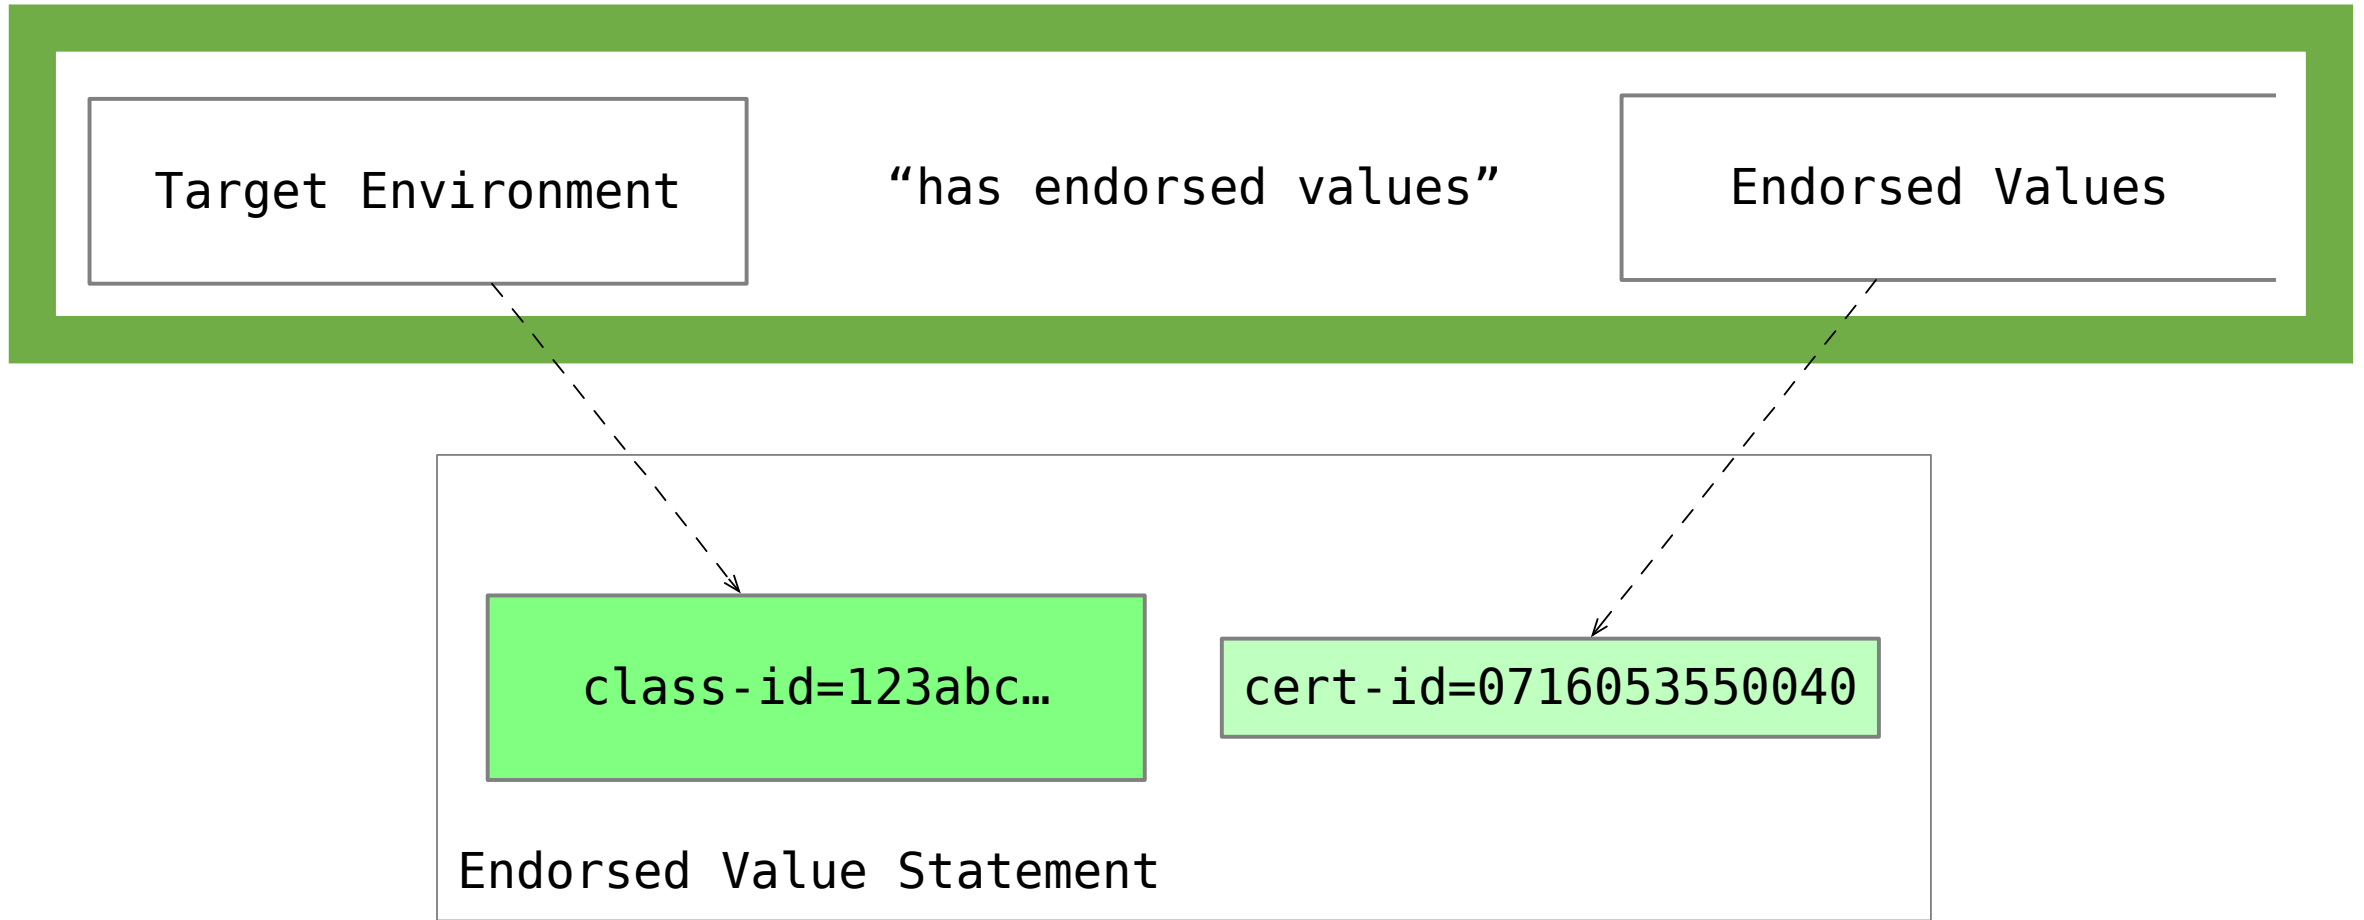 Target Environment
“has endorsed values”
Endorsed Values
class-id=123abc…
cert-id=0716053550040
Endorsed Value Statement